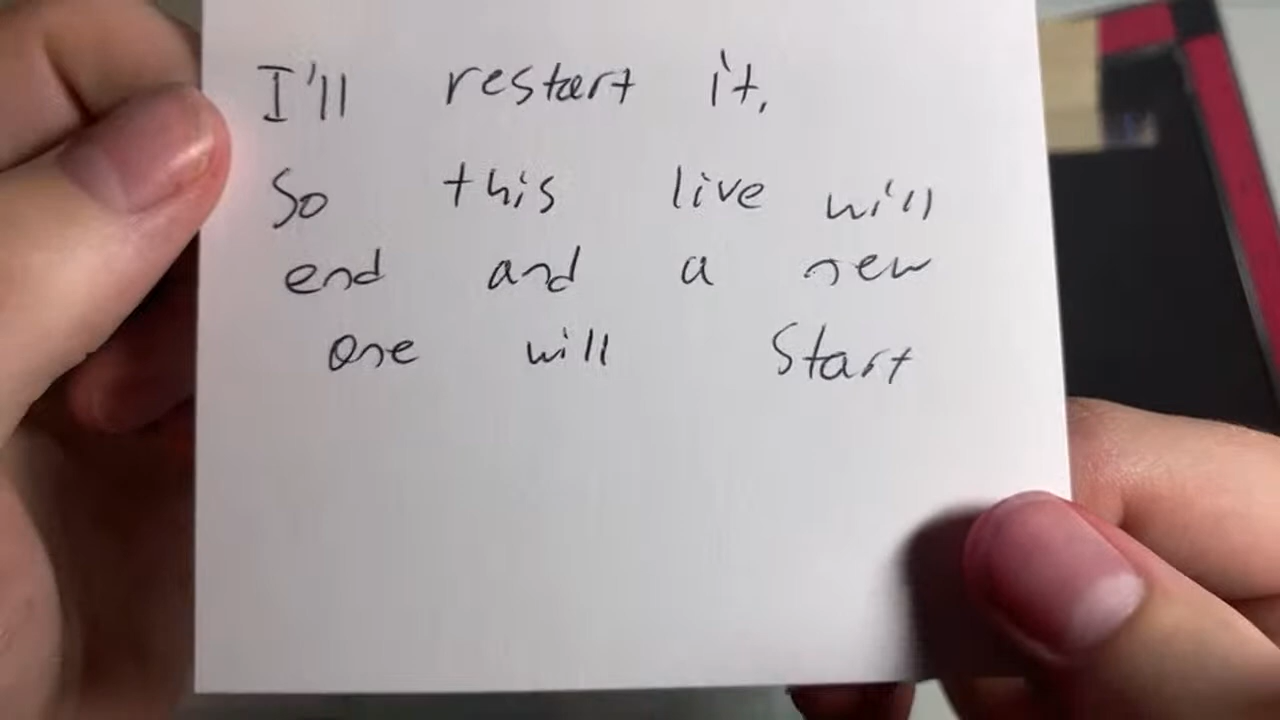 I'll restart it.
So this live will
end and a new
one will Start